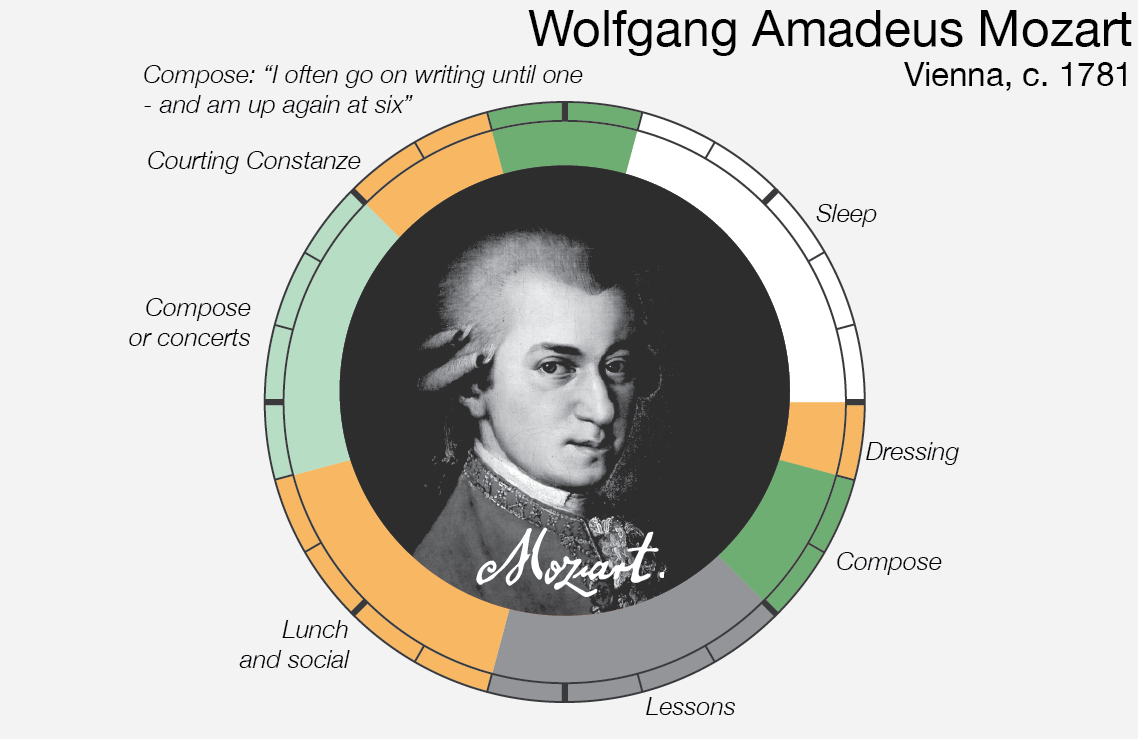 Wolfgang Amadeus Mozart
Vienna, c. 1781
Compose: “I often go on writing until one
- and am up again at six”
Courting Constanze
Sleep
Compose
or concerts
Dressing
Compose
Mozart.
Lunch
and social
Lessons